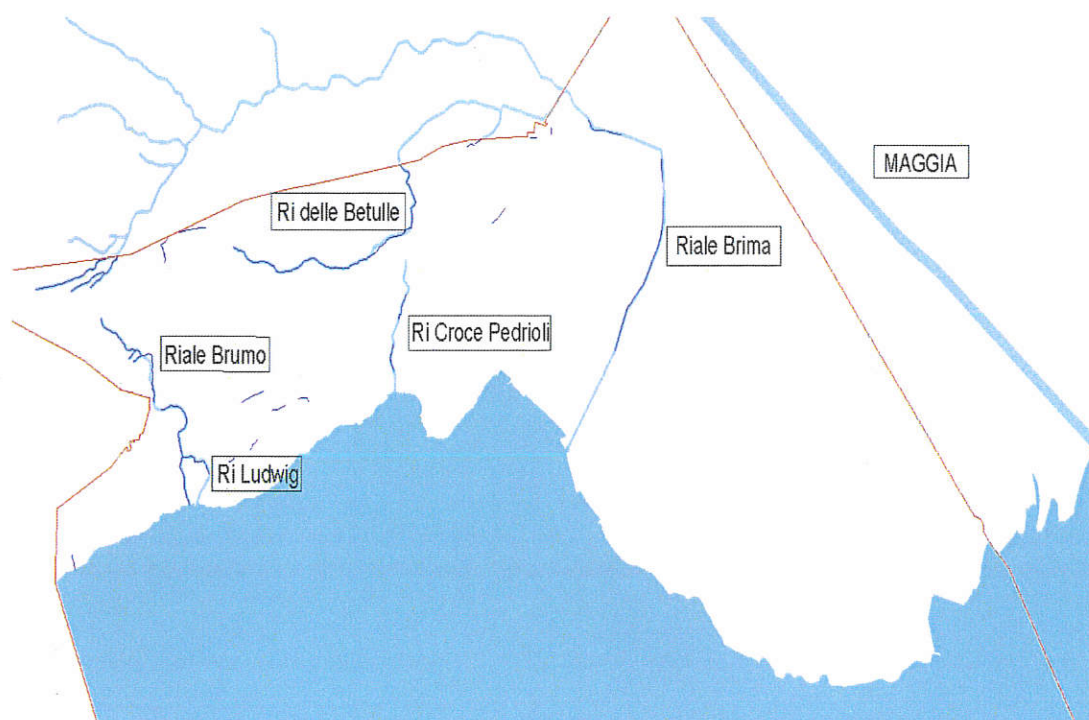 MAGGIA
Ri delle Betulle
Riale Brima
Ri Croce Pedrioli
Riale Brumo
Ri Ludwig